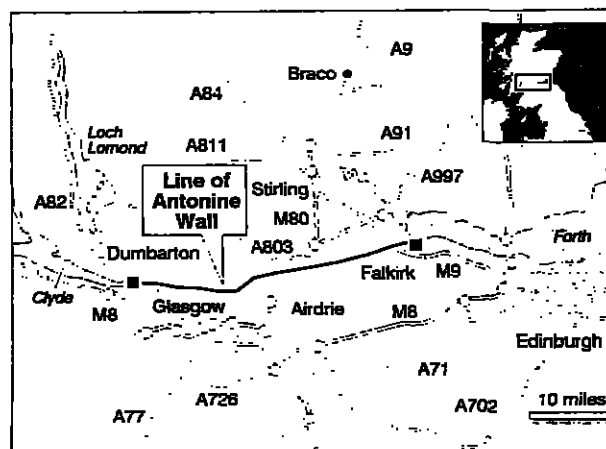 A9
Braco
A84
A91
Loch
Lomond
A811
A997
Line of
Antonine
Wall
Stirling
A82
M80
Dumbarton
A803
Forth
Falkirk
M9
Clyde
M8
Glasgow
Airdrie
M8
Edinburgh
A71
A726
A77
A702
10 miles